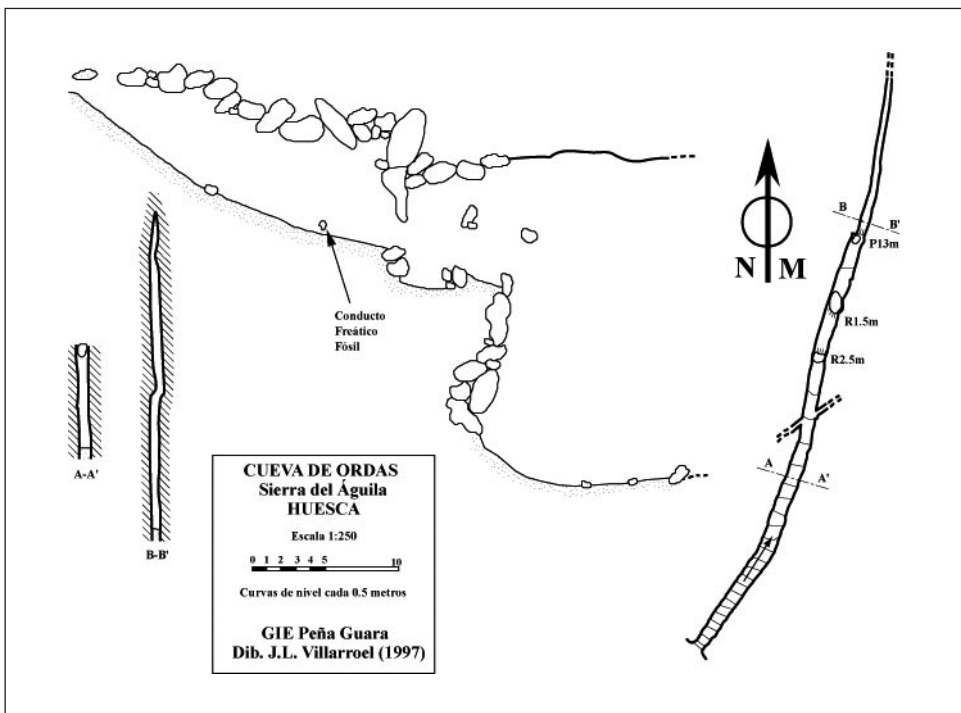 Conducto
Freático
Fósil
A-A'
B-B'
CUEVA DE ORDAS
Sierra del Águila
HUESCA
Escala 1:250
0 1 2 3 4 5 10
Curvas de nivel cada 0.5 metros
GIE Peña Guara
Dib. J.L. Villarroel (1997)
N M
B
B'
P13m
R1.5m
R2.5m
A
A'